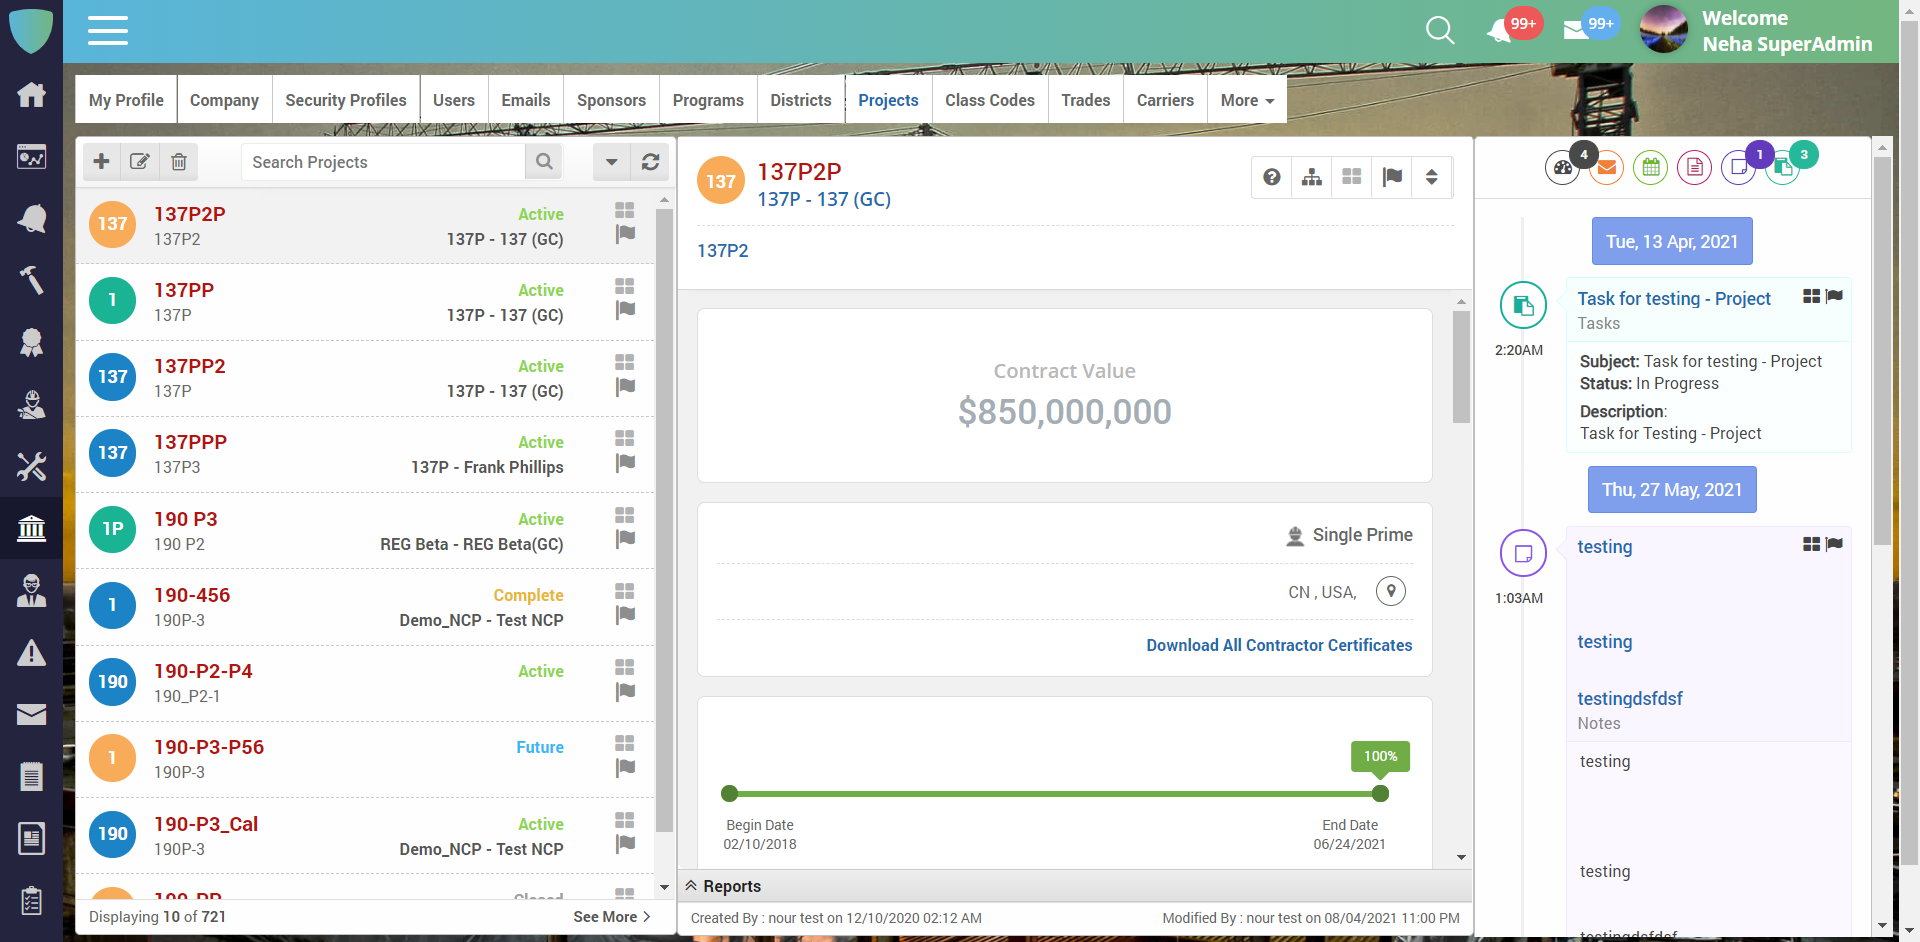 99+
99+
Welcome
Neha SuperAdmin
My Profile
Company
Security Profiles
Users
Emails
Sponsors
Programs
Districts
Projects
Class Codes
Trades
Carriers
More
Search Projects
137
137P2P
Active
137P2
137P - 137 (GC)
1
137PP
Active
137P
137P - 137 (GC)
137
137PP2
Active
137P
137P - 137 (GC)
137
137PPP
Active
137P3
137P - Frank Phillips
1P
190 P3
Active
190 P2
REG Beta - REG Beta(GC)
1
190-456
Complete
190P-3
Demo_NCP - Test NCP
190
190-P2-P4
Active
190_P2-1
1
190-P3-P56
Future
190P-3
190
190-P3_Cal
Active
190P-3
Demo_NCP - Test NCP
190-PP
Closed
Displaying 10 of 721
See More
137
137P2P
137P - 137 (GC)
137P2
Contract Value
$850,000,000
Single Prime
CN , USA,
Download All Contractor Certificates
100%
Begin Date
02/10/2018
End Date
06/24/2021
Reports
Created By : nour test on 12/10/2020 02:12 AM
Modified By : nour test on 08/04/2021 11:00 PM
4
1
3
Tue, 13 Apr, 2021
2:20AM
Task for testing - Project
Tasks
Subject: Task for testing - Project
Status: In Progress
Description:
Task for Testing - Project
Thu, 27 May, 2021
1:03AM
testing
testing
testingdsfdsf
Notes
testing
testing
testingdsfdsf